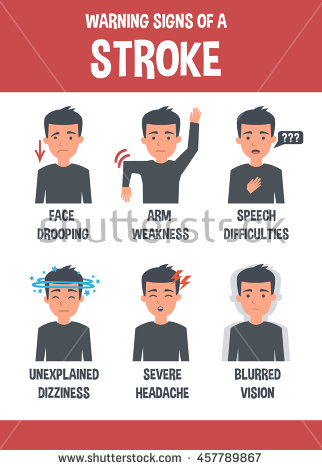 WARNING SIGNS OF A
STROKE
???
FACE
DROOPING
ARM
WEAKNESS
SPEECH
DIFFICULTIES
shutterstock
UNEXPLAINED
DIZZINESS
SEVERE
HEADACHE
BLURRED
VISION
shutterstock
www.shutterstock.com · 457789867